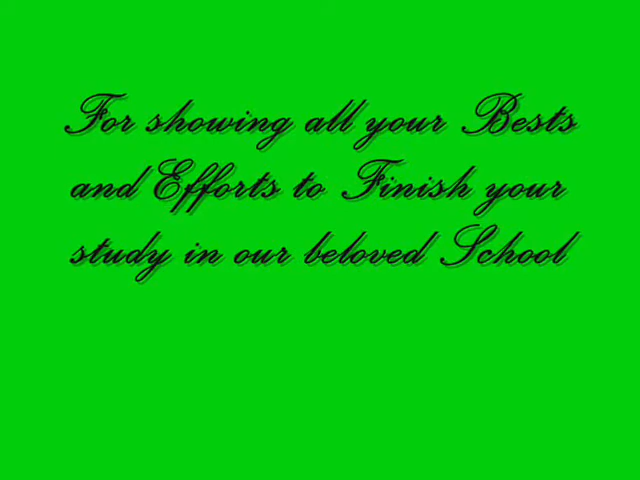 For showing all your Bests
and Efforts to Finish your
study in our beloved School